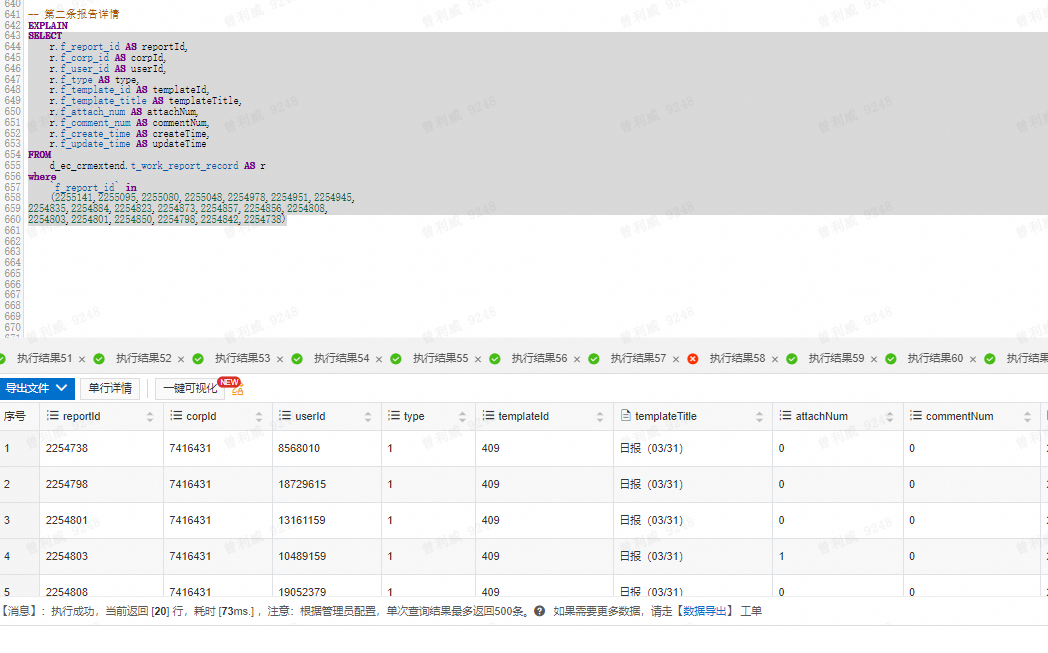 640
641 -- 第二条报告详情
642 EXPLAIN
643 SELECT
644 r.f_report_id AS reportId,
645 r.f_corp_id AS corpId,
646 r.f_user_id AS userId,
647 r.f_type AS type,
648 r.f_template_id AS templateId,
649 r.f_template_title AS templateTitle,
650 r.f_attach_num AS attachNum,
651 r.f_comment_num AS commentNum,
652 r.f_create_time AS createTime,
653 r.f_update_time AS updateTime
654 FROM
655 d_ec_crmextend.t_work_report_record AS r
656 where
657 `f_report_id` in
658 (2255141,2255095,2255080,2255048,2254978,2254951,2254945,
659 2254835,2254884,2254823,2254873,2254857,2254856,2254808,
660 2254803,2254801,2254850,2254798,2254842,2254738)
661
662
663
664
665
666
667
668
669
670
执行结果51 × 执行结果52 × 执行结果53 × 执行结果54 × 执行结果55 × 执行结果56 × 执行结果57 × 执行结果58 × 执行结果59 × 执行结果60 × 执行结果
导出文件 单行详情 一键可视化 NEW
序号 reportId corpId userId type templateId templateTitle attachNum commentNum
1 2254738 7416431 8568010 1 409 日报（03/31） 0 0
2 2254798 7416431 18729615 1 409 日报（03/31） 0 0
3 2254801 7416431 13161159 1 409 日报（03/31） 0 0
4 2254803 7416431 10489159 1 409 日报（03/31） 1 0
5 2254808 7416431 19052379 1 409 日报（03/31） 0 0
【消息】：执行成功，当前返回 [20] 行，耗时 [73ms.] ，注意：根据管理员配置，单次查询结果最多返回500条。 ? 如果需要更多数据，请走【数据导出】 工单
曾利威 9248